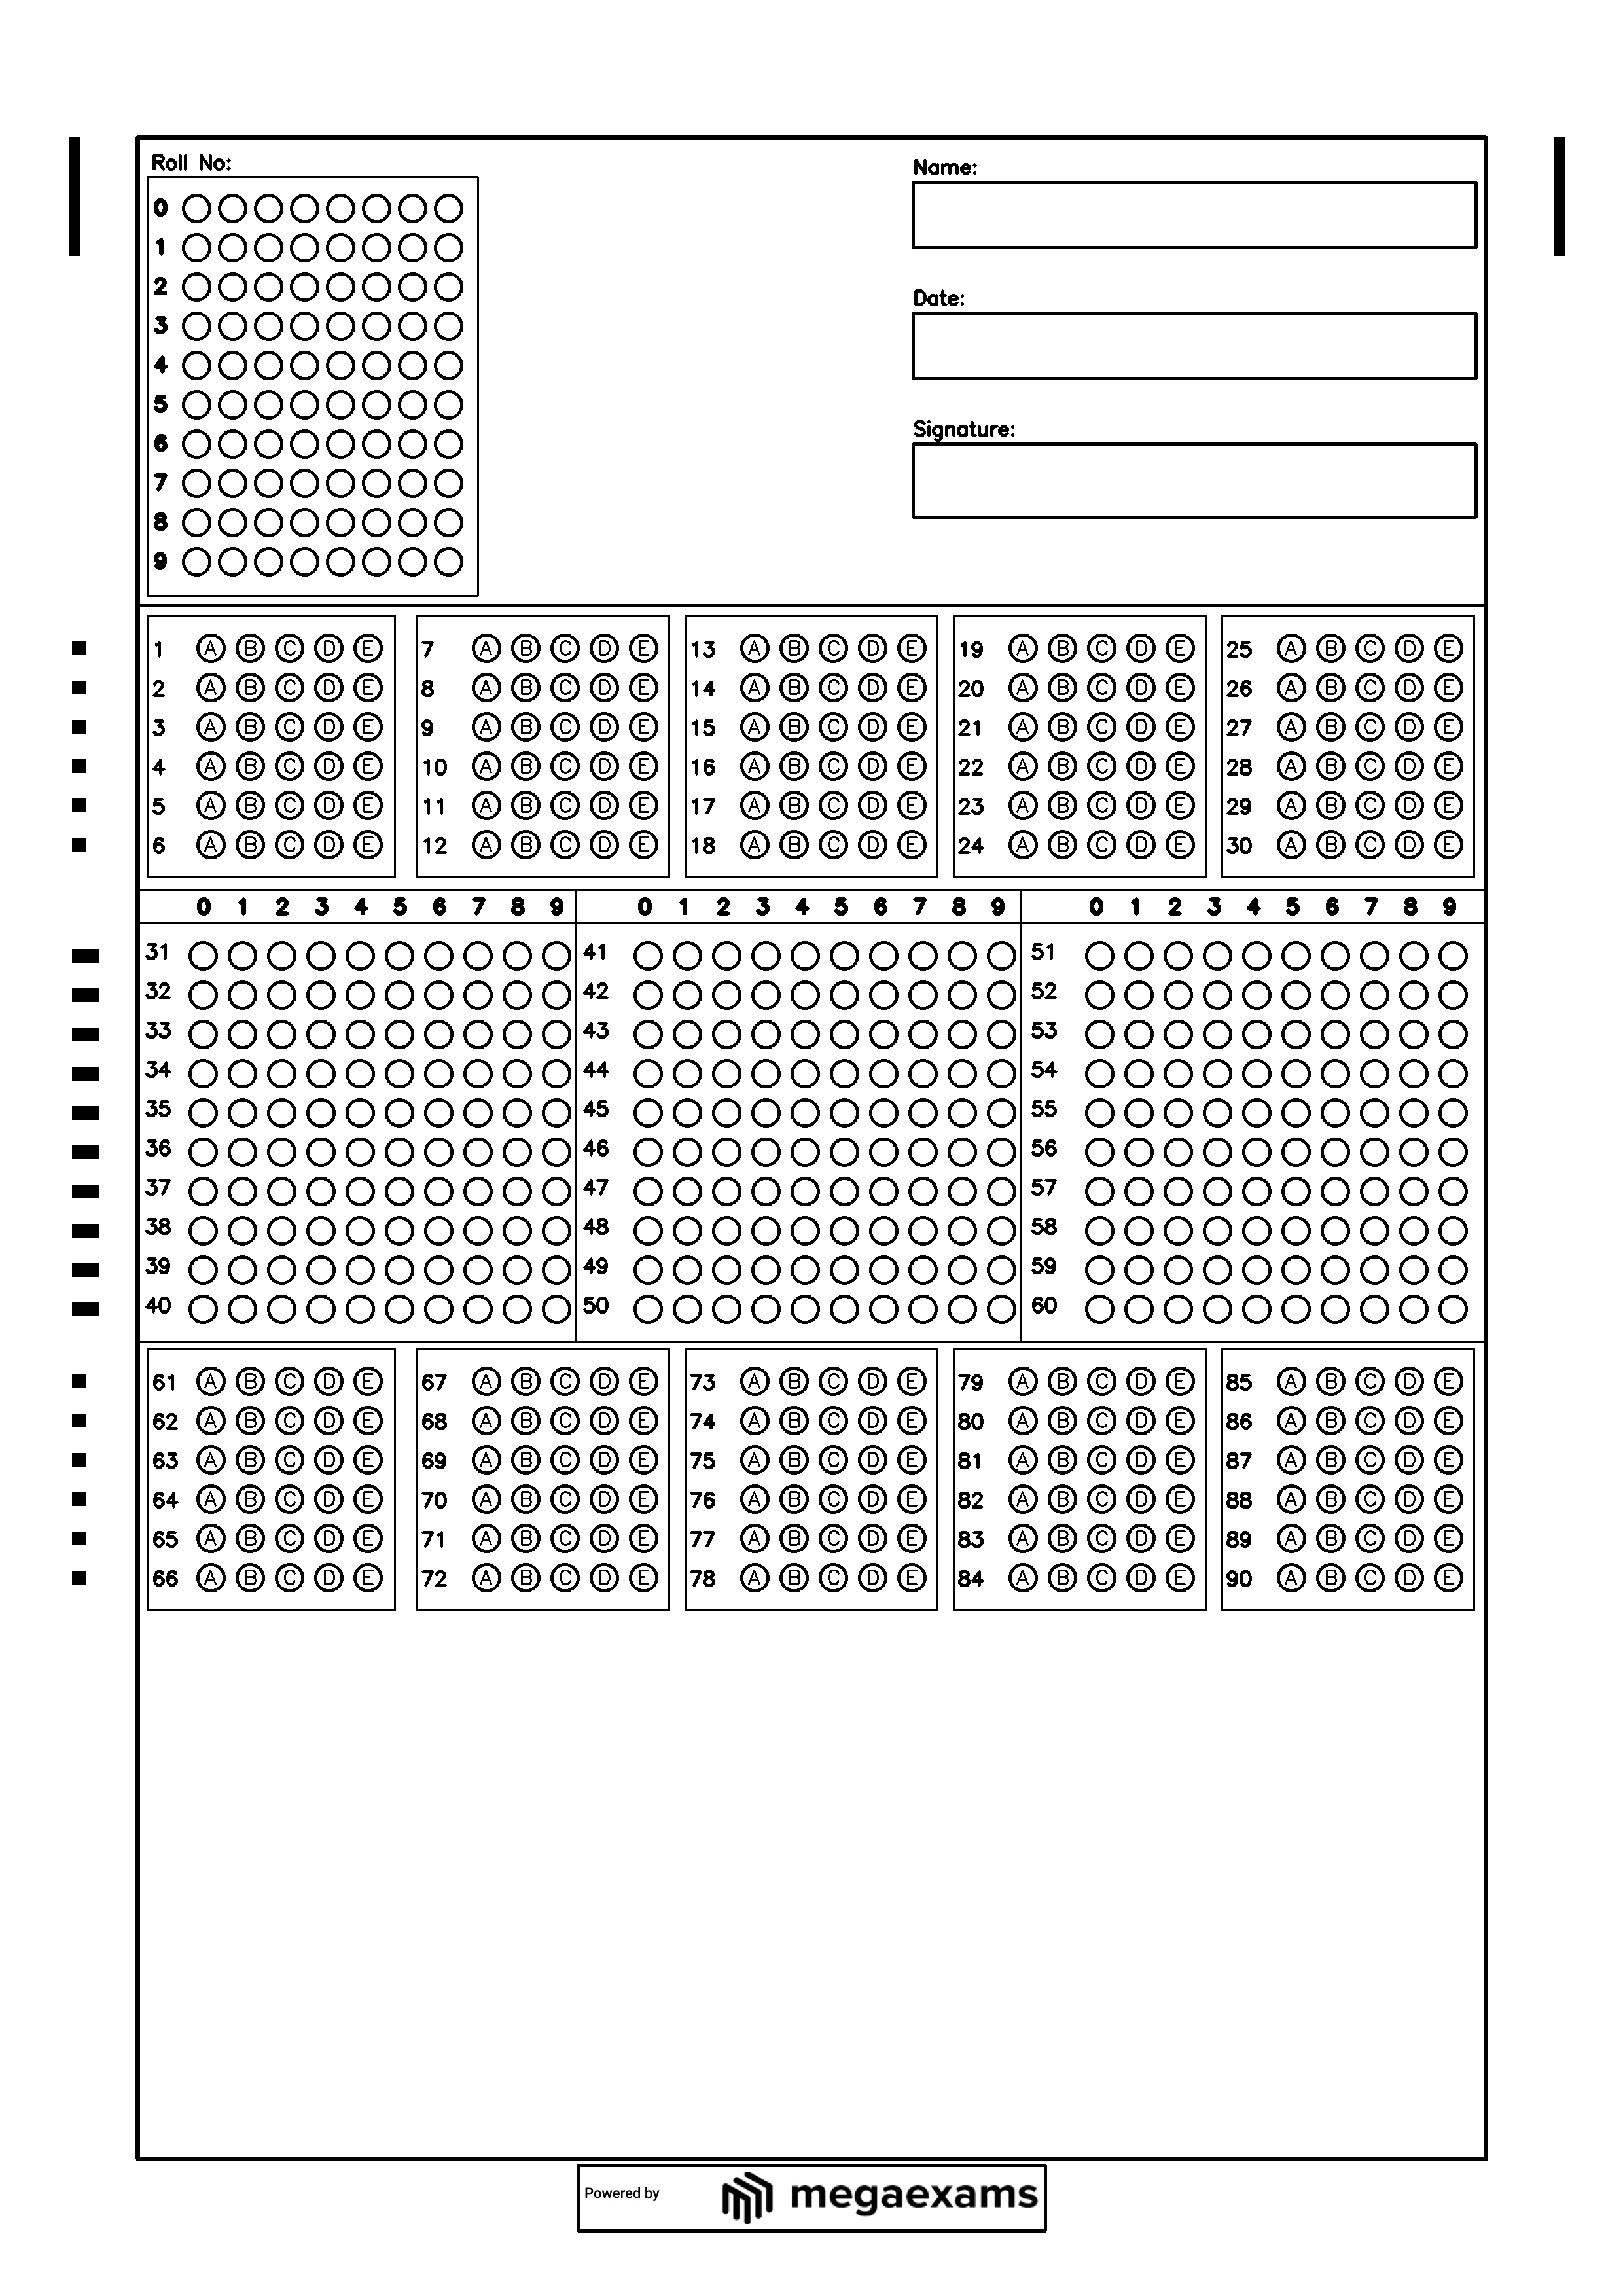 Roll No:
Name:
0
1
2
Date:
3
4
5
Signature:
6
7
8
9
1 A B C D E 7 A B C D E 13 A B C D E 19 A B C D E 25 A B C D E
2 A B C D E 8 A B C D E 14 A B C D E 20 A B C D E 26 A B C D E
3 A B C D E 9 A B C D E 15 A B C D E 21 A B C D E 27 A B C D E
4 A B C D E 10 A B C D E 16 A B C D E 22 A B C D E 28 A B C D E
5 A B C D E 11 A B C D E 17 A B C D E 23 A B C D E 29 A B C D E
6 A B C D E 12 A B C D E 18 A B C D E 24 A B C D E 30 A B C D E
0 1 2 3 4 5 6 7 8 9 0 1 2 3 4 5 6 7 8 9 0 1 2 3 4 5 6 7 8 9
31 41 51
32 42 52
33 43 53
34 44 54
35 45 55
36 46 56
37 47 57
38 48 58
39 49 59
40 50 60
61 A B C D E 67 A B C D E 73 A B C D E 79 A B C D E 85 A B C D E
62 A B C D E 68 A B C D E 74 A B C D E 80 A B C D E 86 A B C D E
63 A B C D E 69 A B C D E 75 A B C D E 81 A B C D E 87 A B C D E
64 A B C D E 70 A B C D E 76 A B C D E 82 A B C D E 88 A B C D E
65 A B C D E 71 A B C D E 77 A B C D E 83 A B C D E 89 A B C D E
66 A B C D E 72 A B C D E 78 A B C D E 84 A B C D E 90 A B C D E
Powered by megaexams